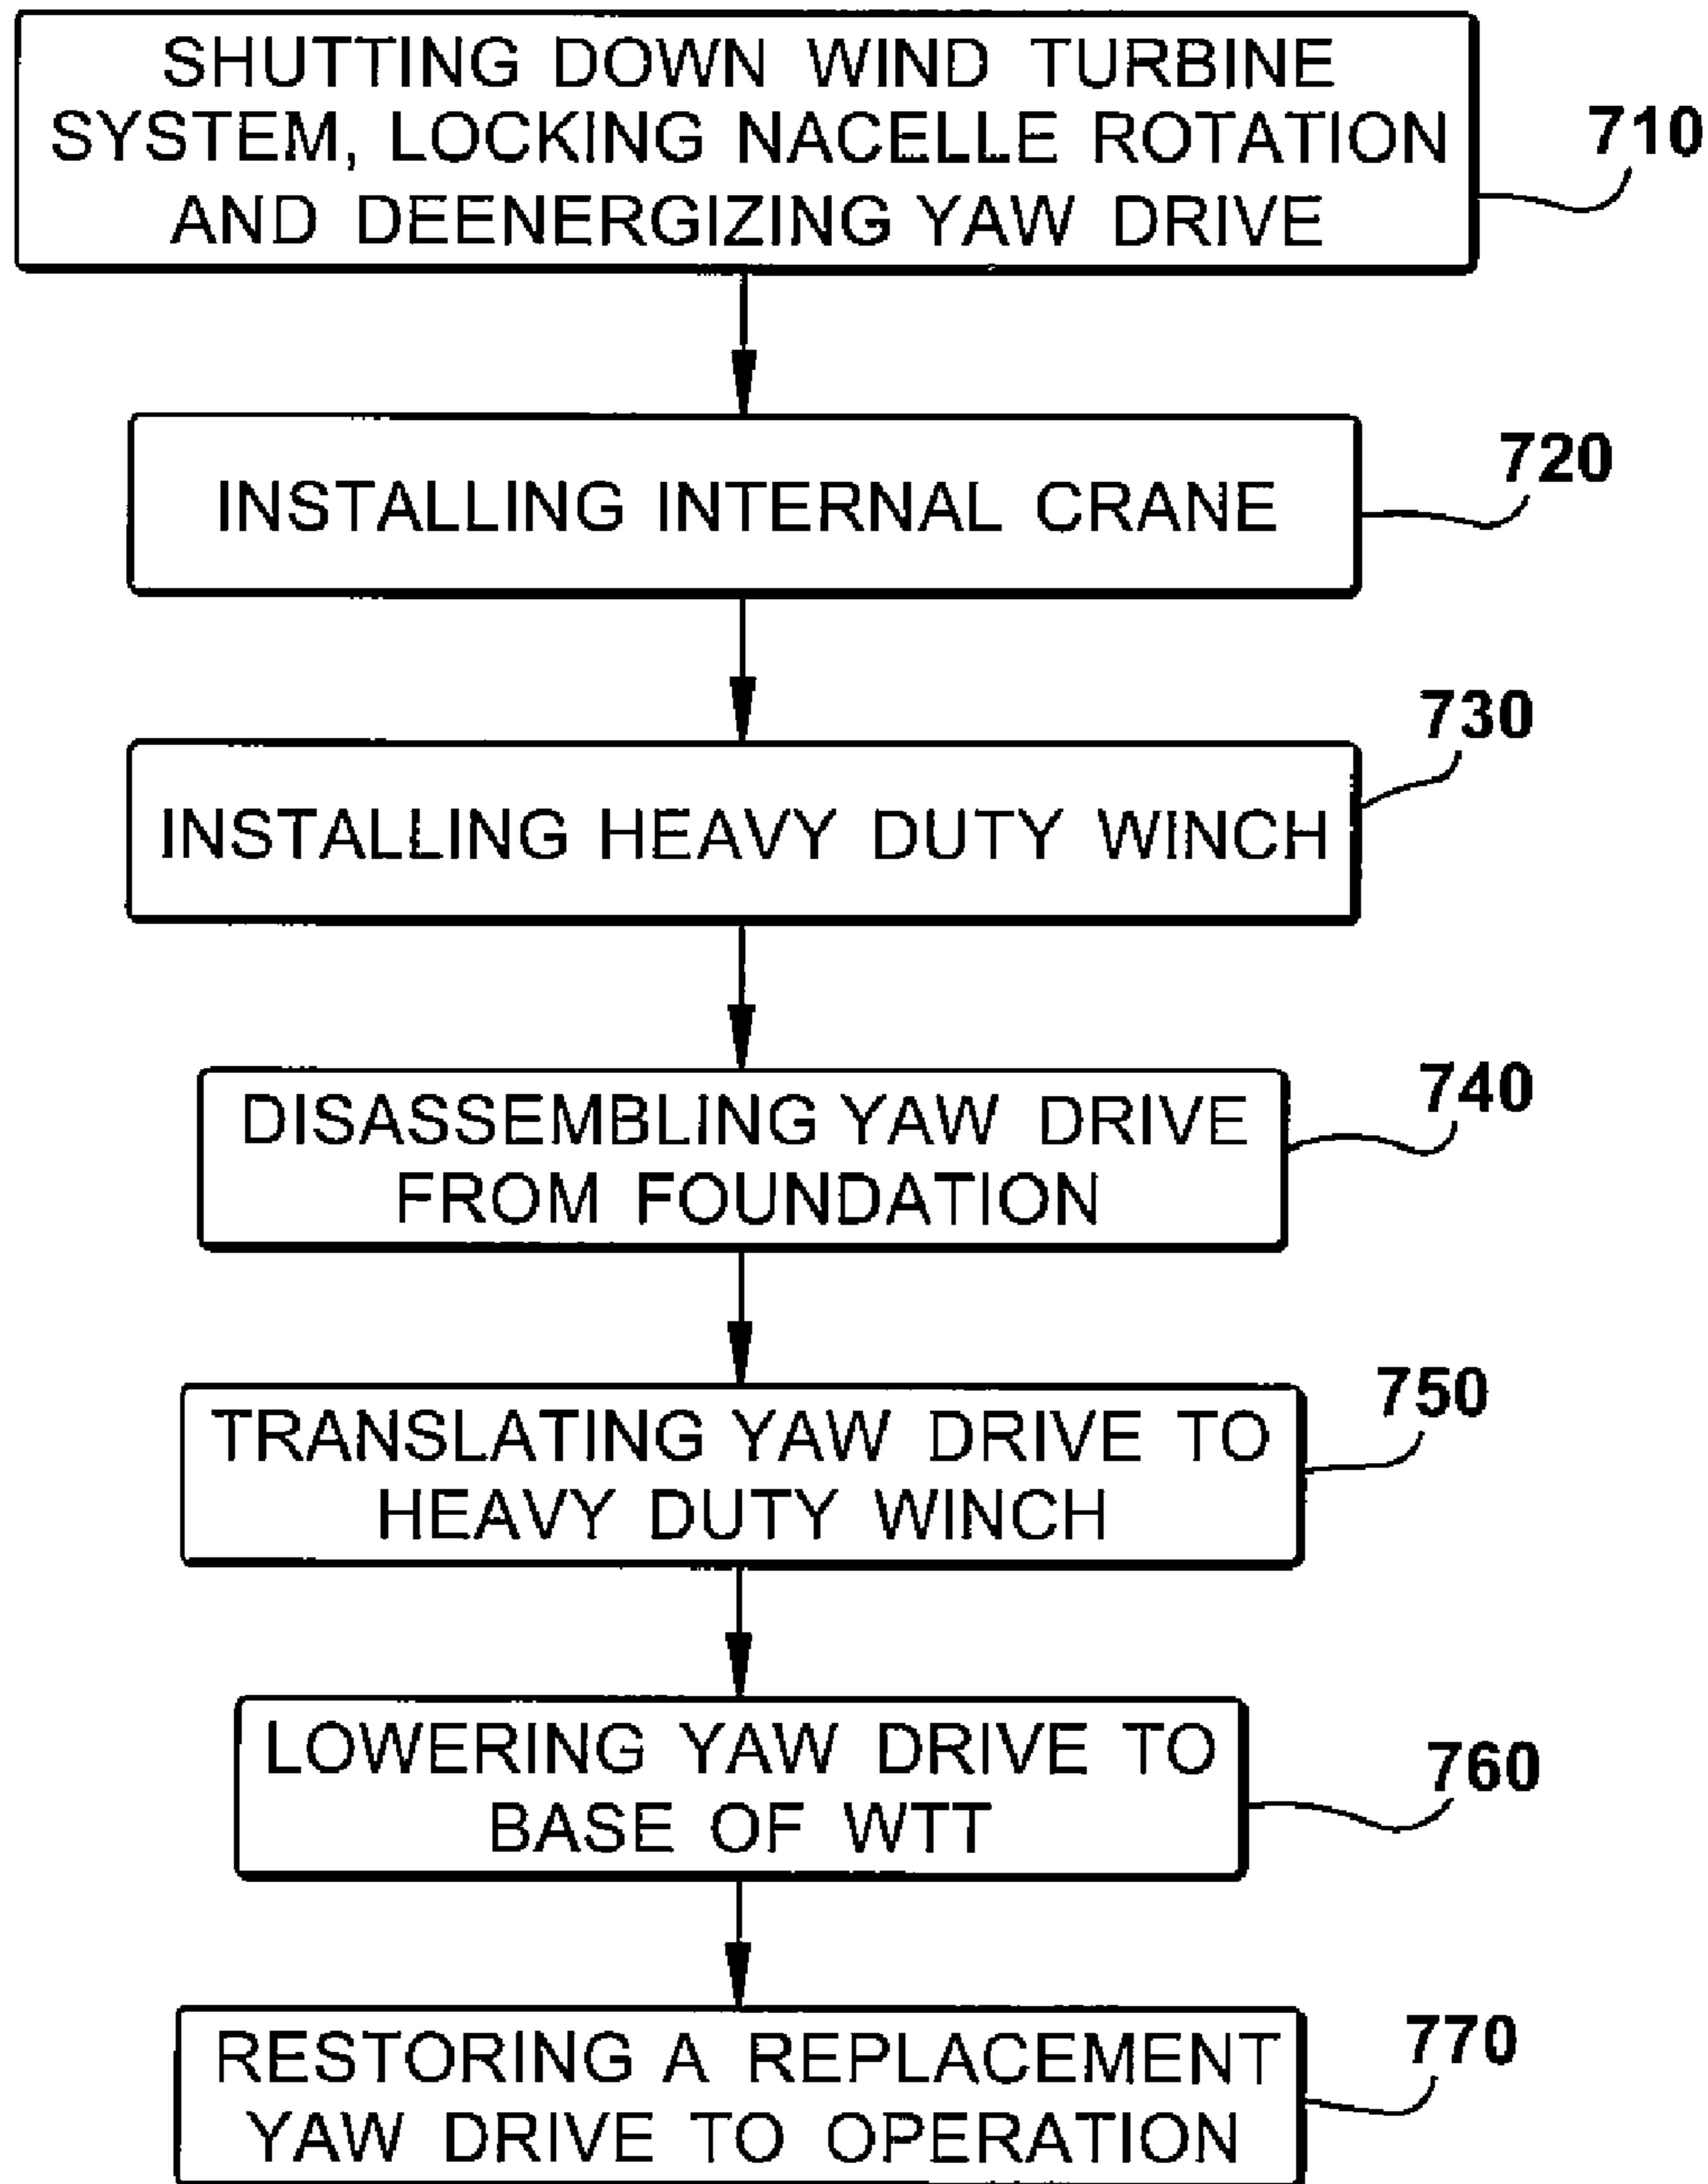 SHUTTING DOWN WIND TURBINE
SYSTEM, LOCKING NACELLE ROTATION
AND DEENERGIZING YAW DRIVE
710
INSTALLING INTERNAL CRANE
720
INSTALLING HEAVY DUTY WINCH
730
DISASSEMBLING YAW DRIVE
FROM FOUNDATION
740
TRANSLATING YAW DRIVE TO
HEAVY DUTY WINCH
750
LOWERING YAW DRIVE TO
BASE OF WTT
760
RESTORING A REPLACEMENT
YAW DRIVE TO OPERATION
770